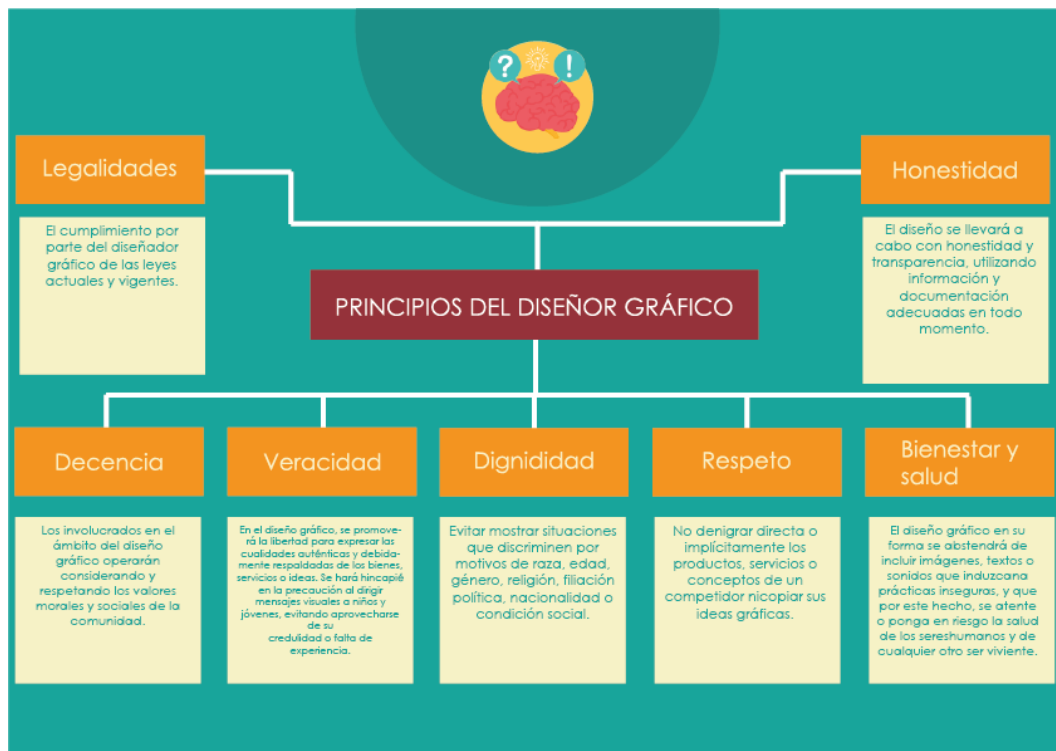 ?
!
Legalidades
El cumplimiento por
parte del diseñador
gráfico de las leyes
actuales y vigentes.
Honestidad
El diseño se llevará a
cabo con honestidad y
transparencia, utilizando
información y
documentación
adecuadas en todo
momento.
PRINCIPIOS DEL DISEÑOR GRÁFICO
Decencia
Los involucrados en el
ámbito del diseño
gráfico operarán
considerando y
respetando los valores
morales y sociales de la
comunidad.
Veracidad
En el diseño gráfico, se promove-
rá la libertad para expresar las
cualidades auténticas y debida-
mente respaldadas de los bienes,
servicios o ideas. Se hará hincapié
en la precaución al dirigir
mensajes visuales a niños y
jóvenes, evitando aprovecharse
de su
credulidad o falta de
experiencia.
Dignididad
Evitar mostrar situaciones
que discriminen por
motivos de raza, edad,
género, religión, filiación
política, nacionalidad o
condición social.
Respeto
No denigrar directa o
implícitamente los
productos, servicios o
conceptos de un
competidor nicopiar sus
ideas gráficas.
Bienestar y
salud
El diseño gráfico en su
forma se abstendrá de
incluir imágenes, textos o
sonidos que induzcana
prácticas inseguras, y que
por este hecho, se atente
o ponga en riesgo la salud
de los sereshumanos y de
cualquier otro ser viviente.